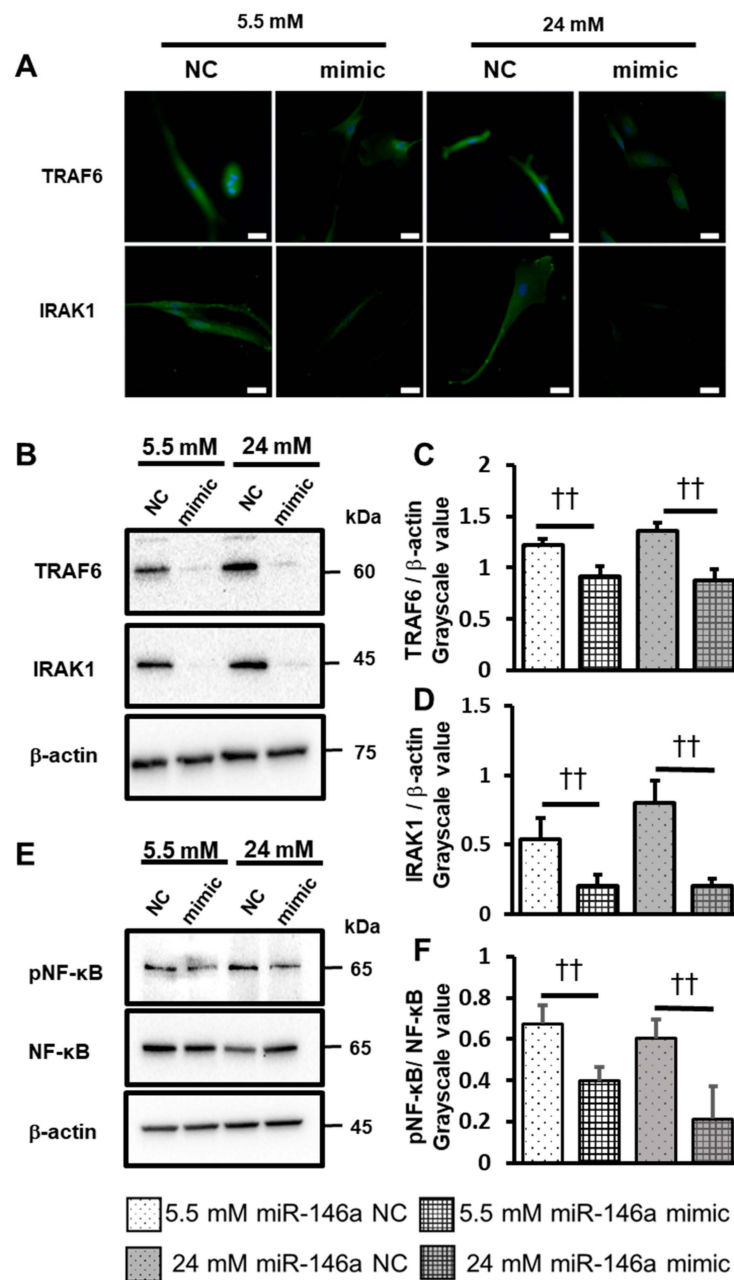 5.5 mM 24 mM
A NC mimic NC mimic
TRAF6
IRAK1
B 5.5 mM 24 mM
NC mimic NC mimic kDa
TRAF6 60
IRAK1 45
β-actin 75
C
TRAF6 / β-actin
Grayscale value
2
1.5
1
0.5
0
†† ††
D
IRAK1 / β-actin
Grayscale value
1.5
1
0.5
0
†† ††
E 5.5 mM 24 mM
NC mimic NC mimic kDa
pNF-κB 65
NF-κB 65
β-actin 45
F
pNF-κB/ NF-κB
Grayscale value
1
0.8
0.6
0.4
0.2
0
†† ††
5.5 mM miR-146a NC 5.5 mM miR-146a mimic
24 mM miR-146a NC 24 mM miR-146a mimic